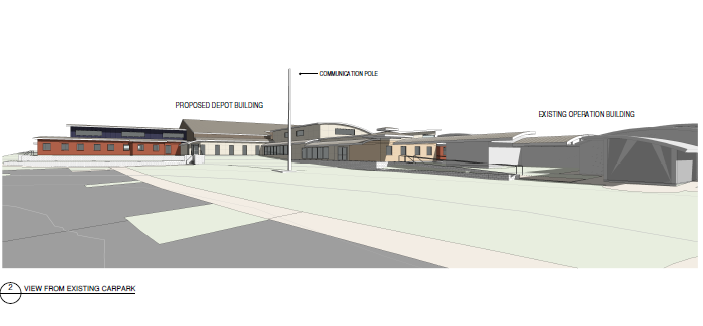 COMMUNICATION POLE
PROPOSED DEPOT BUILDING
EXISTING OPERATION BUILDING
2 VIEW FROM EXISTING CARPARK